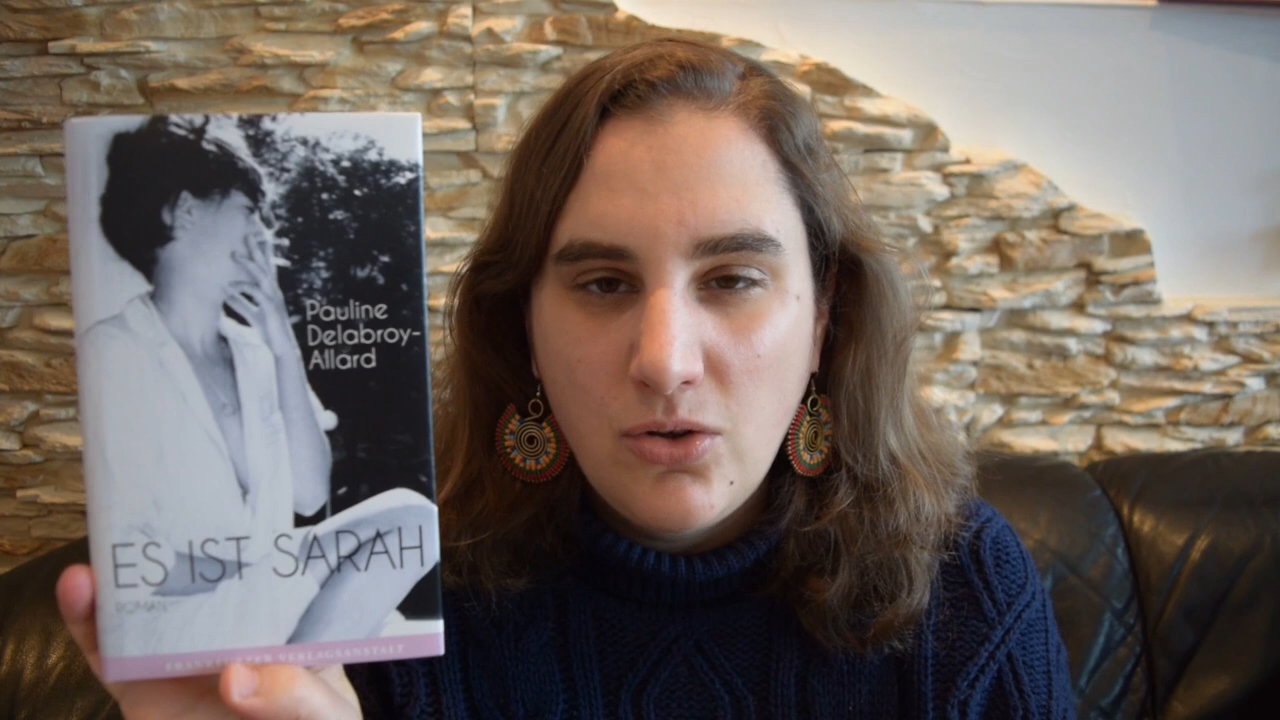 Pauline
Delabroy-
Allard
ES IST SARAH
ROMAN
FRANKFURTER VERLAGSANSTALT